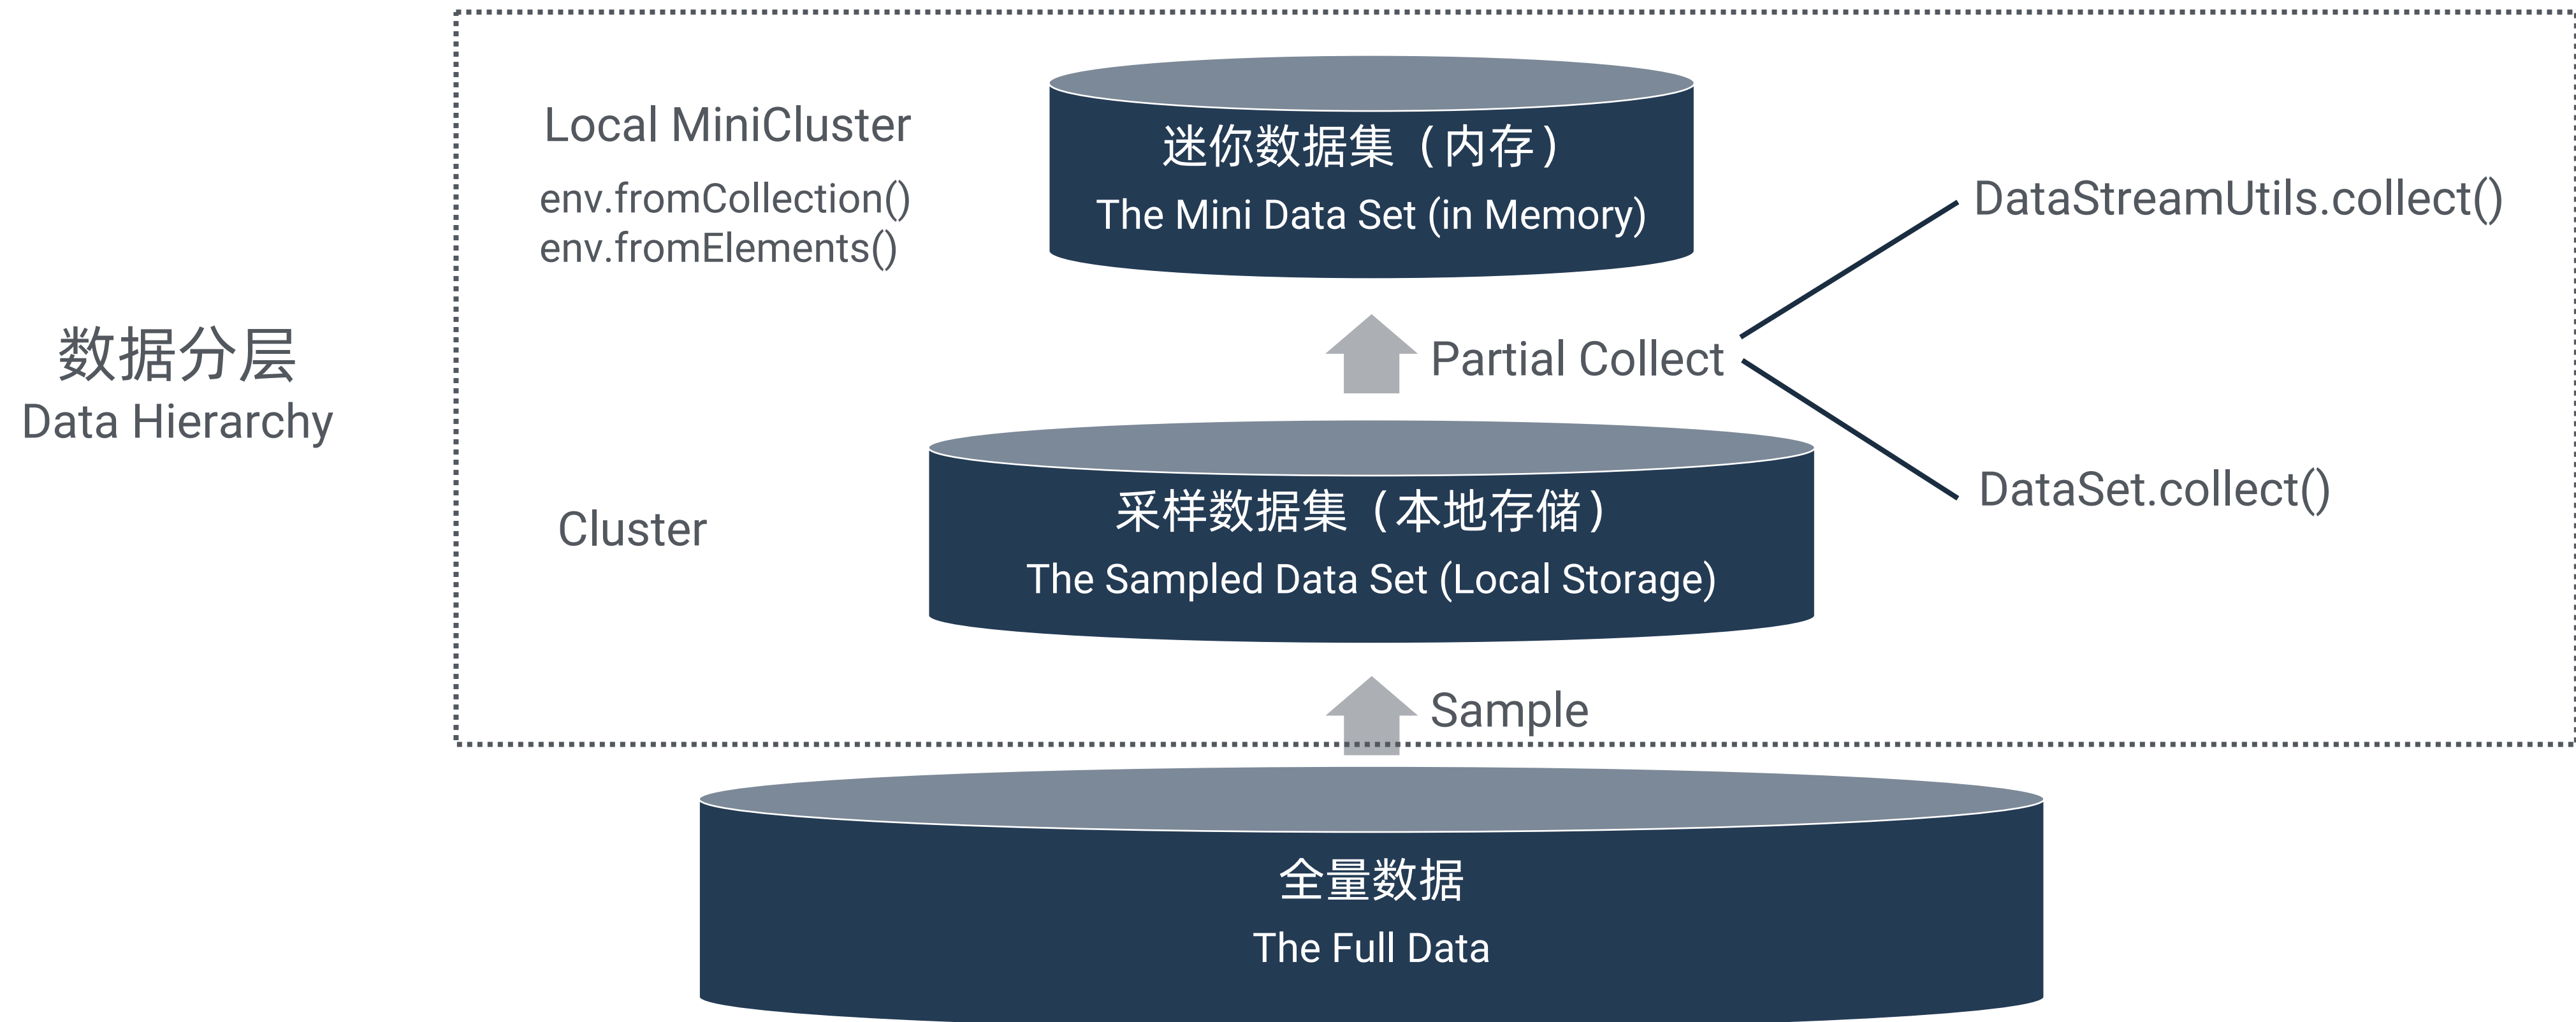 数据分层
Data Hierarchy
Local MiniCluster
env.fromCollection()
env.fromElements()
迷你数据集（内存）
The Mini Data Set (in Memory)
DataStreamUtils.collect()
Partial Collect
DataSet.collect()
Cluster
采样数据集（本地存储）
The Sampled Data Set (Local Storage)
Sample
全量数据
The Full Data